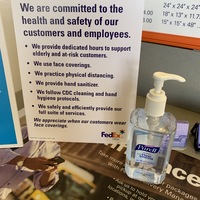 We are committed to the
health and safety of our
customers and employees.
• We provide dedicated hours to support
elderly and at-risk customers.
• We use face coverings.
• We practice physical distancing.
• We provide hand sanitizer.
• We follow CDC cleaning and hand
hygiene protocols.
• We safely and efficiently provide our
full suite of services.
We appreciate when our customers wear
face coverings.
FedEx
24" x 24" x 24"
18" x 13" x 11.75"
15" x 15" x 48"
PURELL
packages